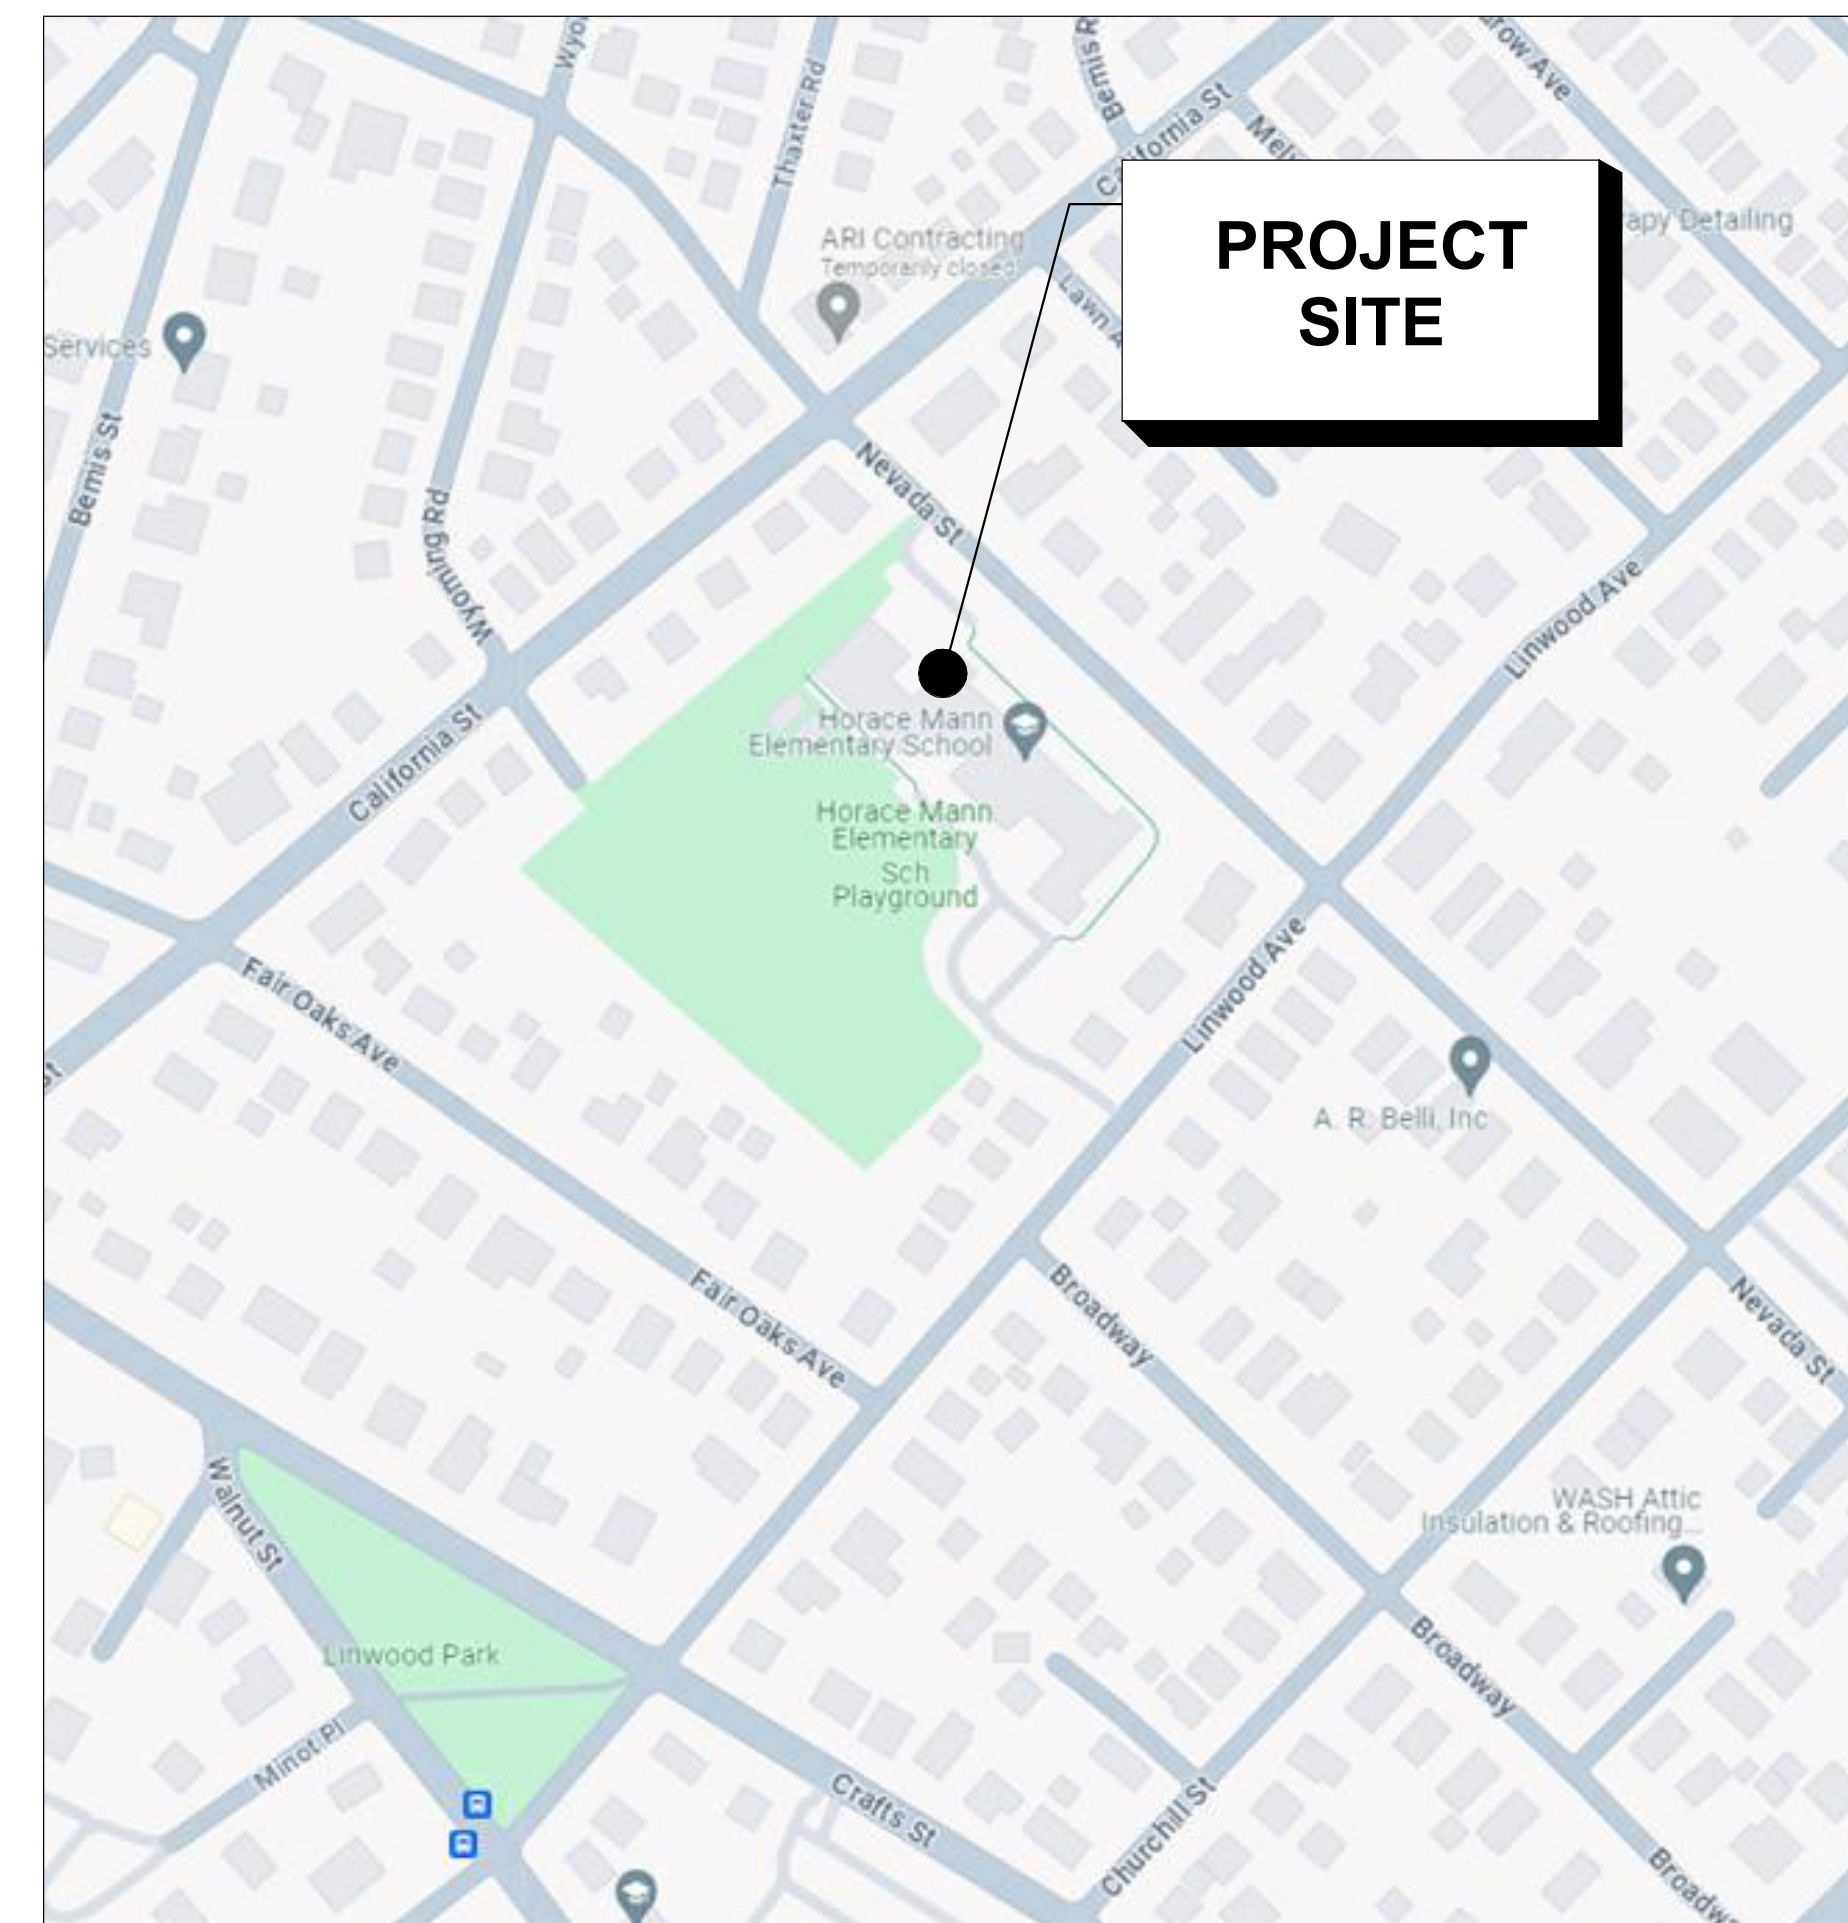 Thaxter Rd
California St
PROJECT
SITE
ARI Contracting
Temporarily closed
Services
Bemis St
Wyoming Rd
Nevada St
Linwood Ave
Horace Mann
Elementary School
Horace Mann
Elementary
Sch
Playground
California St
Linwood Ave
Fair Oaks Ave
A. R. Belli, Inc
Fair Oaks Ave
Broadway
Nevada St
Walnut St
WASH Attic
Insulation & Roofing...
Linwood Park
Broadway
Minot Pl
Crafts St
Churchill St
Detailing